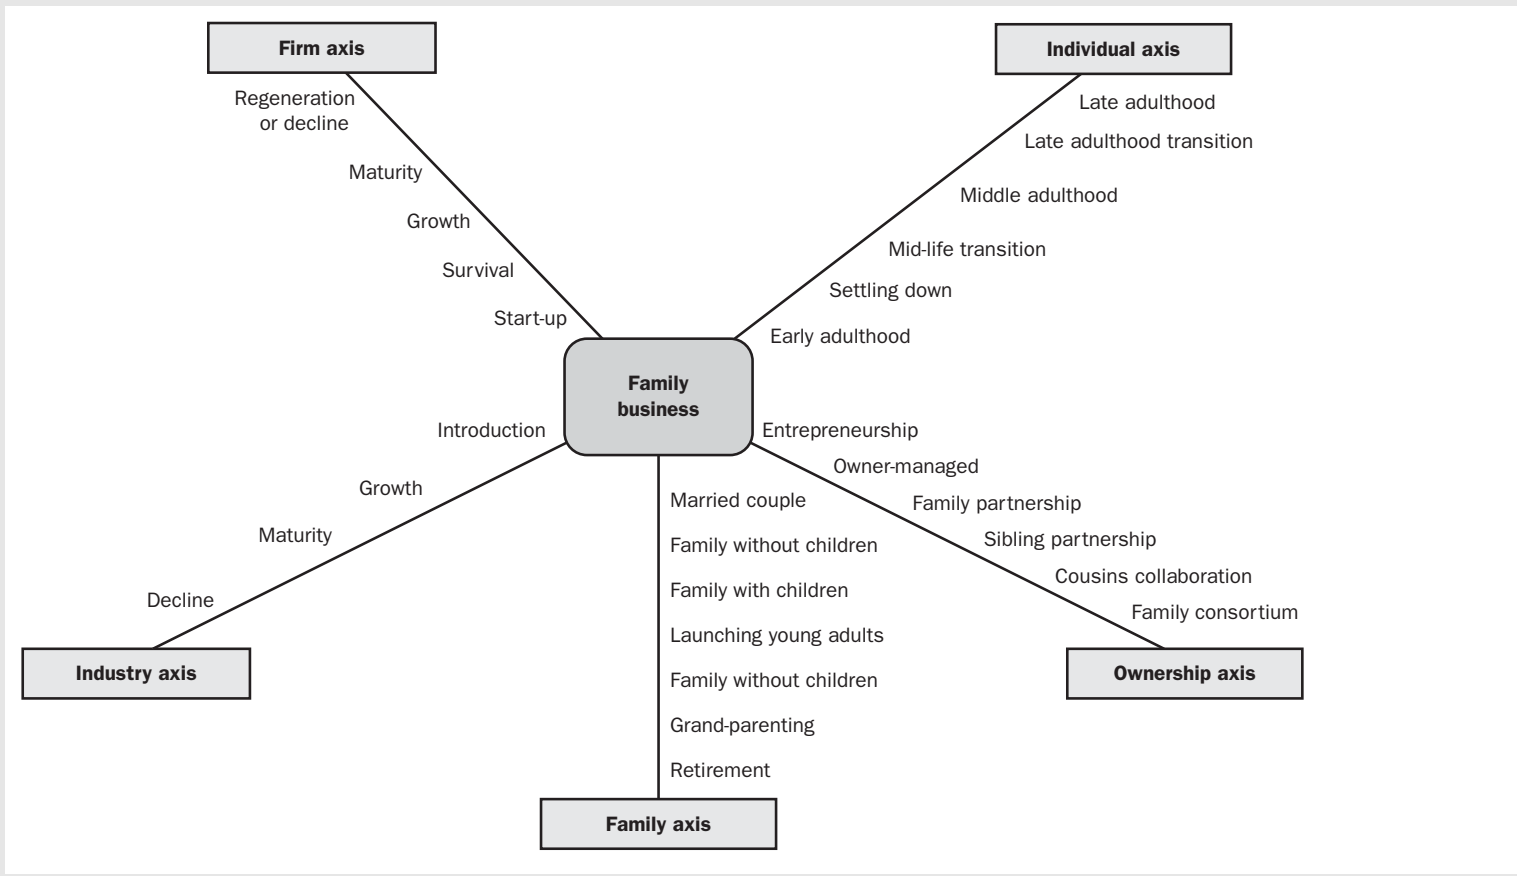 Firm axis
Individual axis
Regeneration
or decline
Maturity
Growth
Survival
Start-up
Late adulthood
Late adulthood transition
Middle adulthood
Mid-life transition
Settling down
Early adulthood
Family
business
Introduction
Growth
Maturity
Decline
Industry axis
Married couple
Family without children
Family with children
Launching young adults
Family without children
Grand-parenting
Retirement
Family axis
Entrepreneurship
Owner-managed
Family partnership
Sibling partnership
Cousins collaboration
Family consortium
Ownership axis